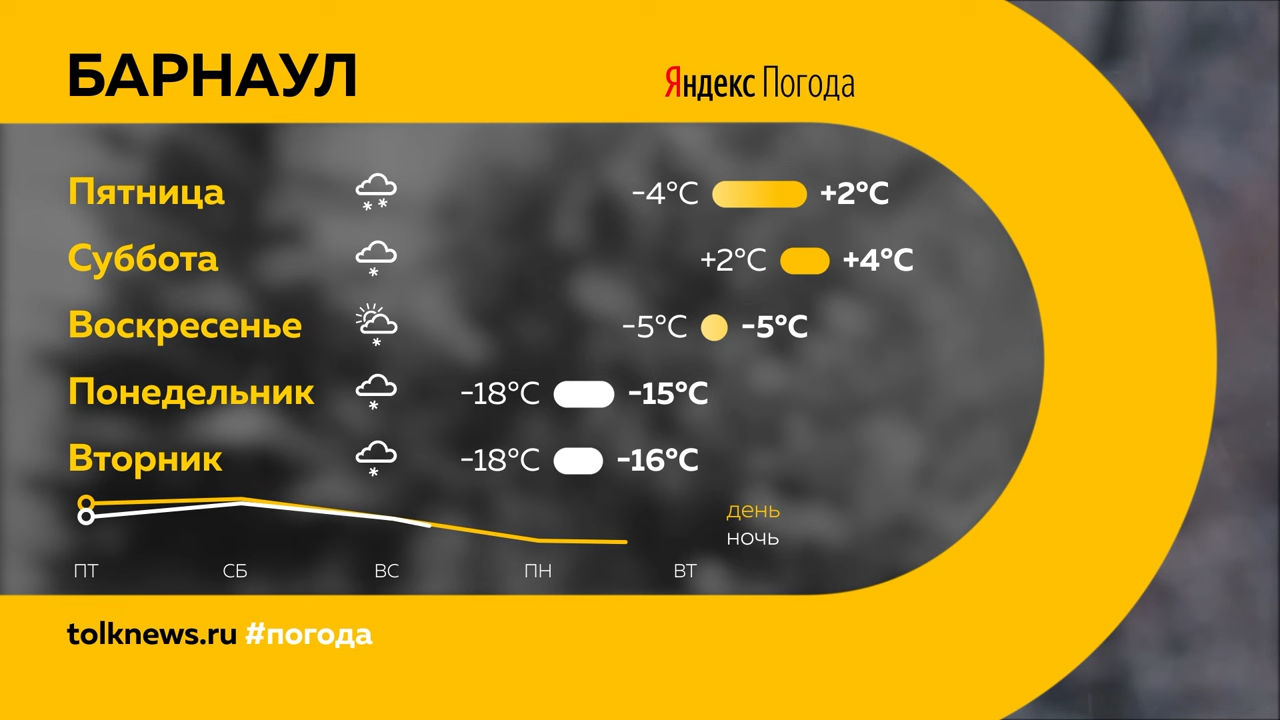 БАРНАУЛ
Яндекс Погода
Пятница -4°C +2°C
Суббота +2°C +4°C
Воскресенье -5°C -5°C
Понедельник -18°C -15°C
Вторник -18°C -16°C
день
ночь
ПТ СБ ВС ПН ВТ
tolknews.ru #погода